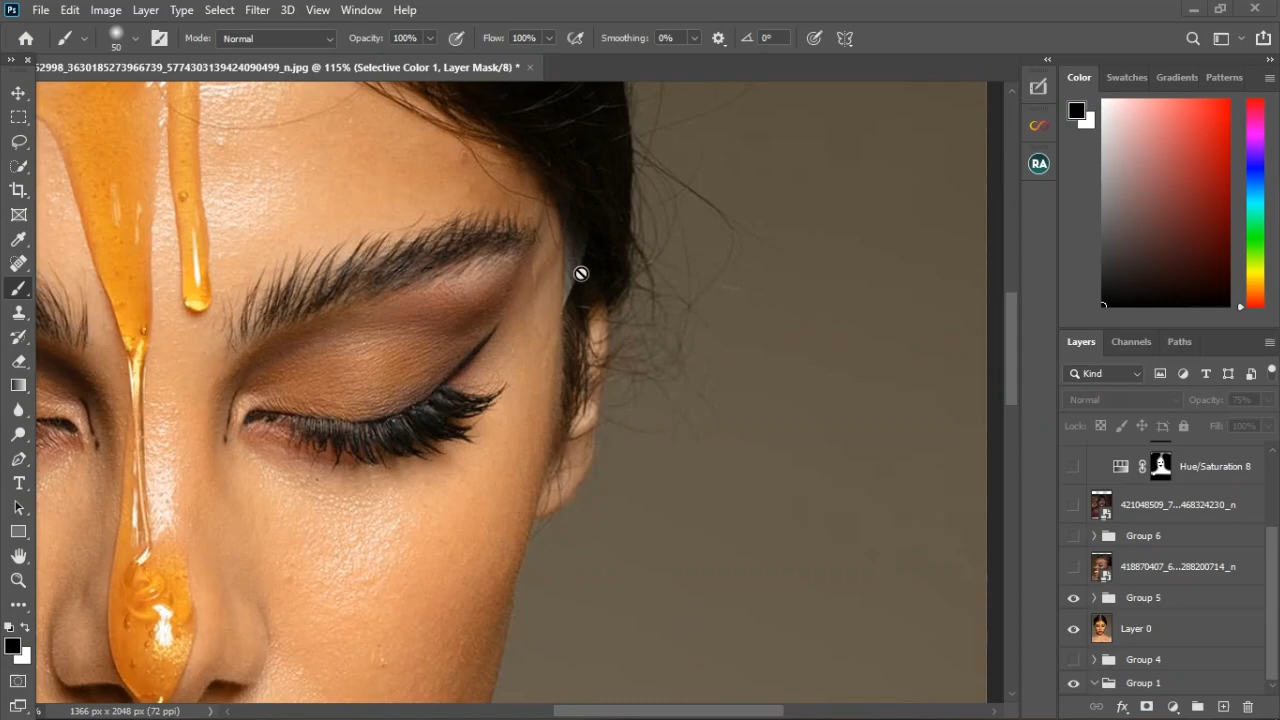 Ps File Edit Image Layer Type Select Filter 3D View Window Help
50 Mode: Normal Opacity: 100% Flow: 100% Smoothing: 0% 0°
62998_3630185273966739_5774303139424090499_n.jpg @ 115% (Selective Color 1, Layer Mask/8) * ×
Color Swatches Gradients Patterns
RA
Layers Channels Paths
Kind
Normal Opacity: 75%
Lock: Fill: 100%
Hue/Saturation 8
421048509_7...468324230_n
Group 6
418870407_6...288200714_n
Group 5
Layer 0
Group 4
Group 1
% 1366 px x 2048 px (72 ppi)
fx